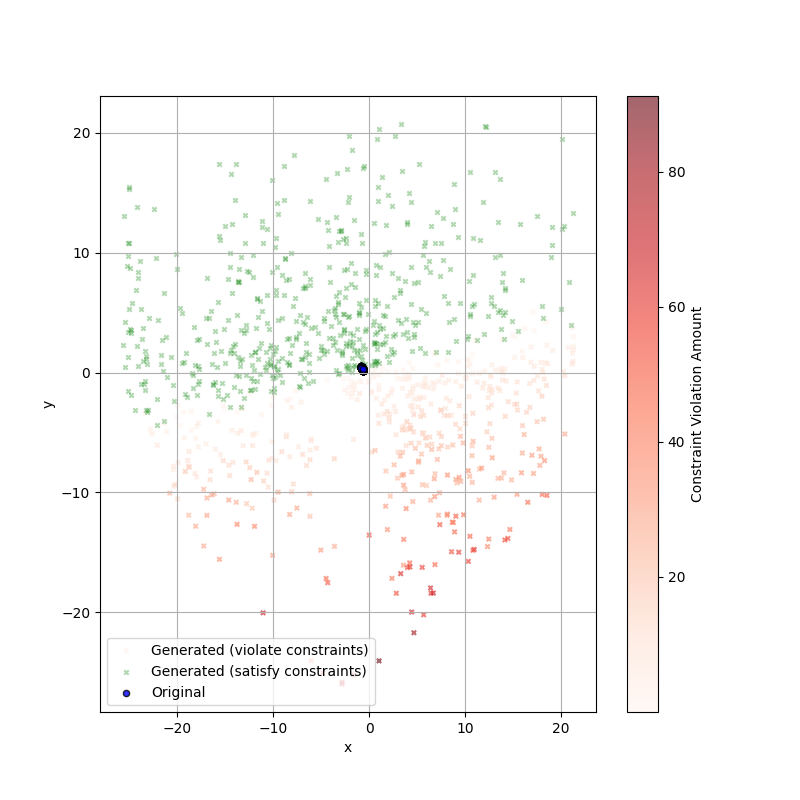 20
10
0
−10
−20
y
−20
−10
0
10
20
x
Generated (violate constraints)
Generated (satisfy constraints)
Original
80
60
40
20
Constraint Violation Amount